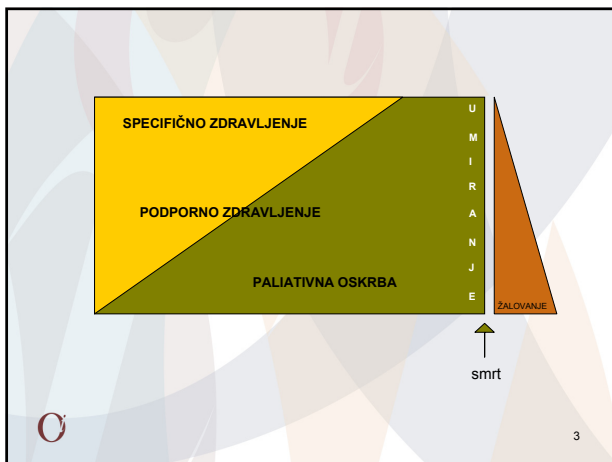 SPECIFIČNO ZDRAVLJENJE
PODPORNO ZDRAVLJENJE
PALIATIVNA OSKRBA
U
M
I
R
A
N
J
E
ŽALOVANJE
smrt
3